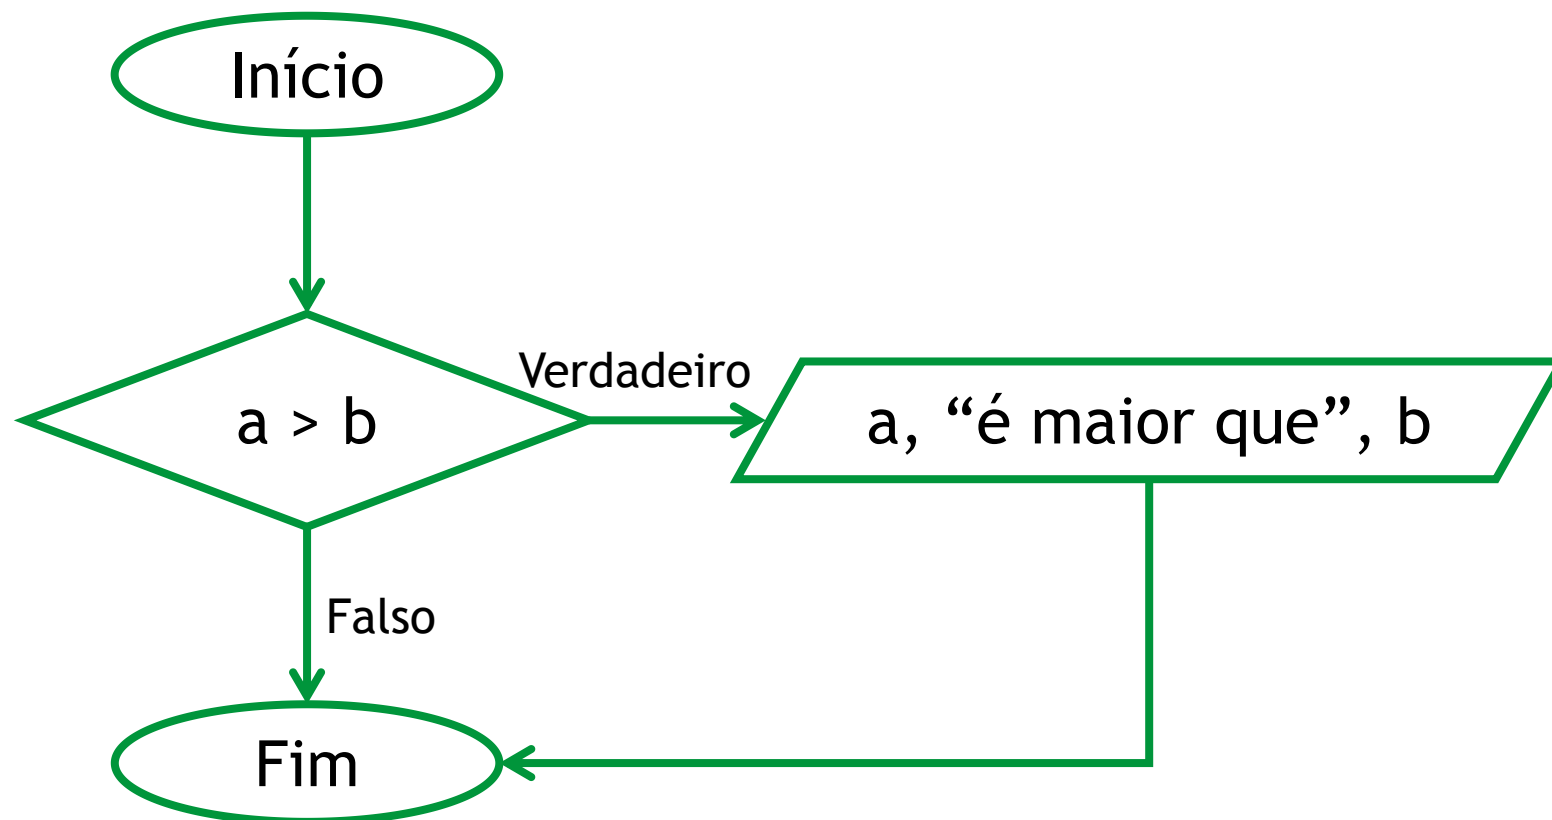 Início
a > b
Verdadeiro
a, “é maior que”, b
Falso
Fim